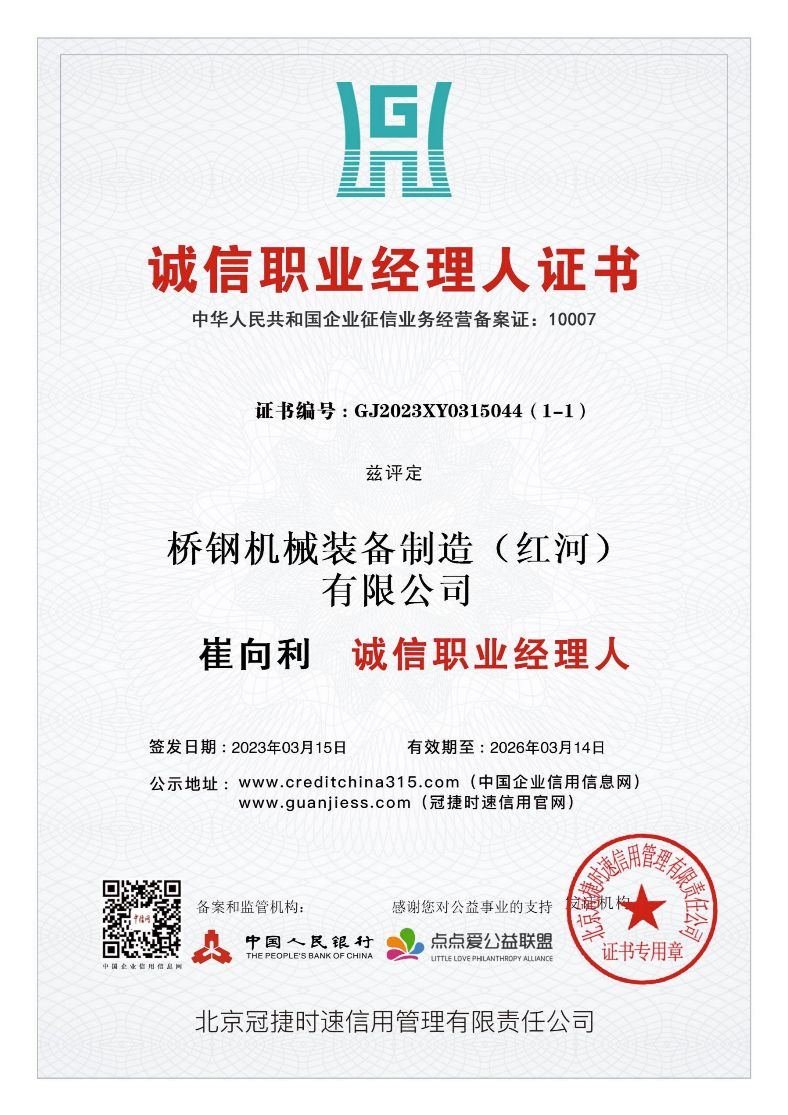 诚信职业经理人证书
中华人民共和国企业征信业务经营备案证：10007
证书编号：GJ2023XY0315044（1-1）
兹评定
桥钢机械装备制造（红河）
有限公司
崔向利 诚信职业经理人
签发日期：2023年03月15日 有效期至：2026年03月14日
公示地址：www.creditchina315.com（中国企业信用信息网）
www.guanjiess.com（冠捷时速信用官网）
备案和监管机构： 感谢您对公益事业的支持 发证机构
中国人民银行
THE PEOPLE'S BANK OF CHINA
点点爱公益联盟
LITTLE LOVE PHILANTHROPY ALLIANCE
北京冠捷时速信用管理有限责任公司
证书专用章
中国企业信用信息网
北京冠捷时速信用管理有限责任公司